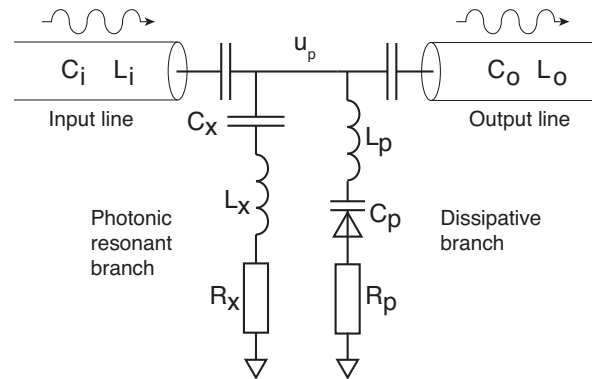 u_p
C_i L_i
C_o L_o
Input line
Output line
C_x
L_p
L_x
C_p
Photonic
resonant
branch
Dissipative
branch
R_x
R_p